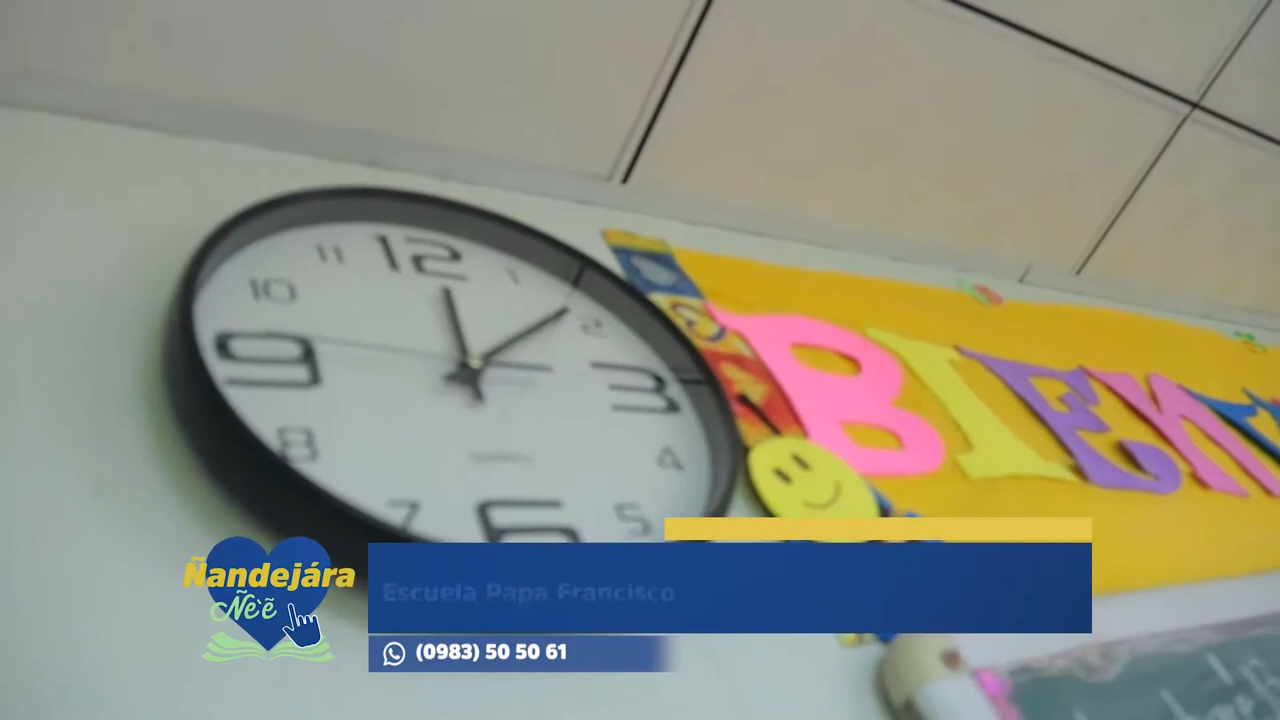 12
11
1
10
2
9
3
8
4
7
5
6
BIEN
Ñandejára
Ñe'ẽ
Escuela Papa Francisco
(0983) 50 50 61